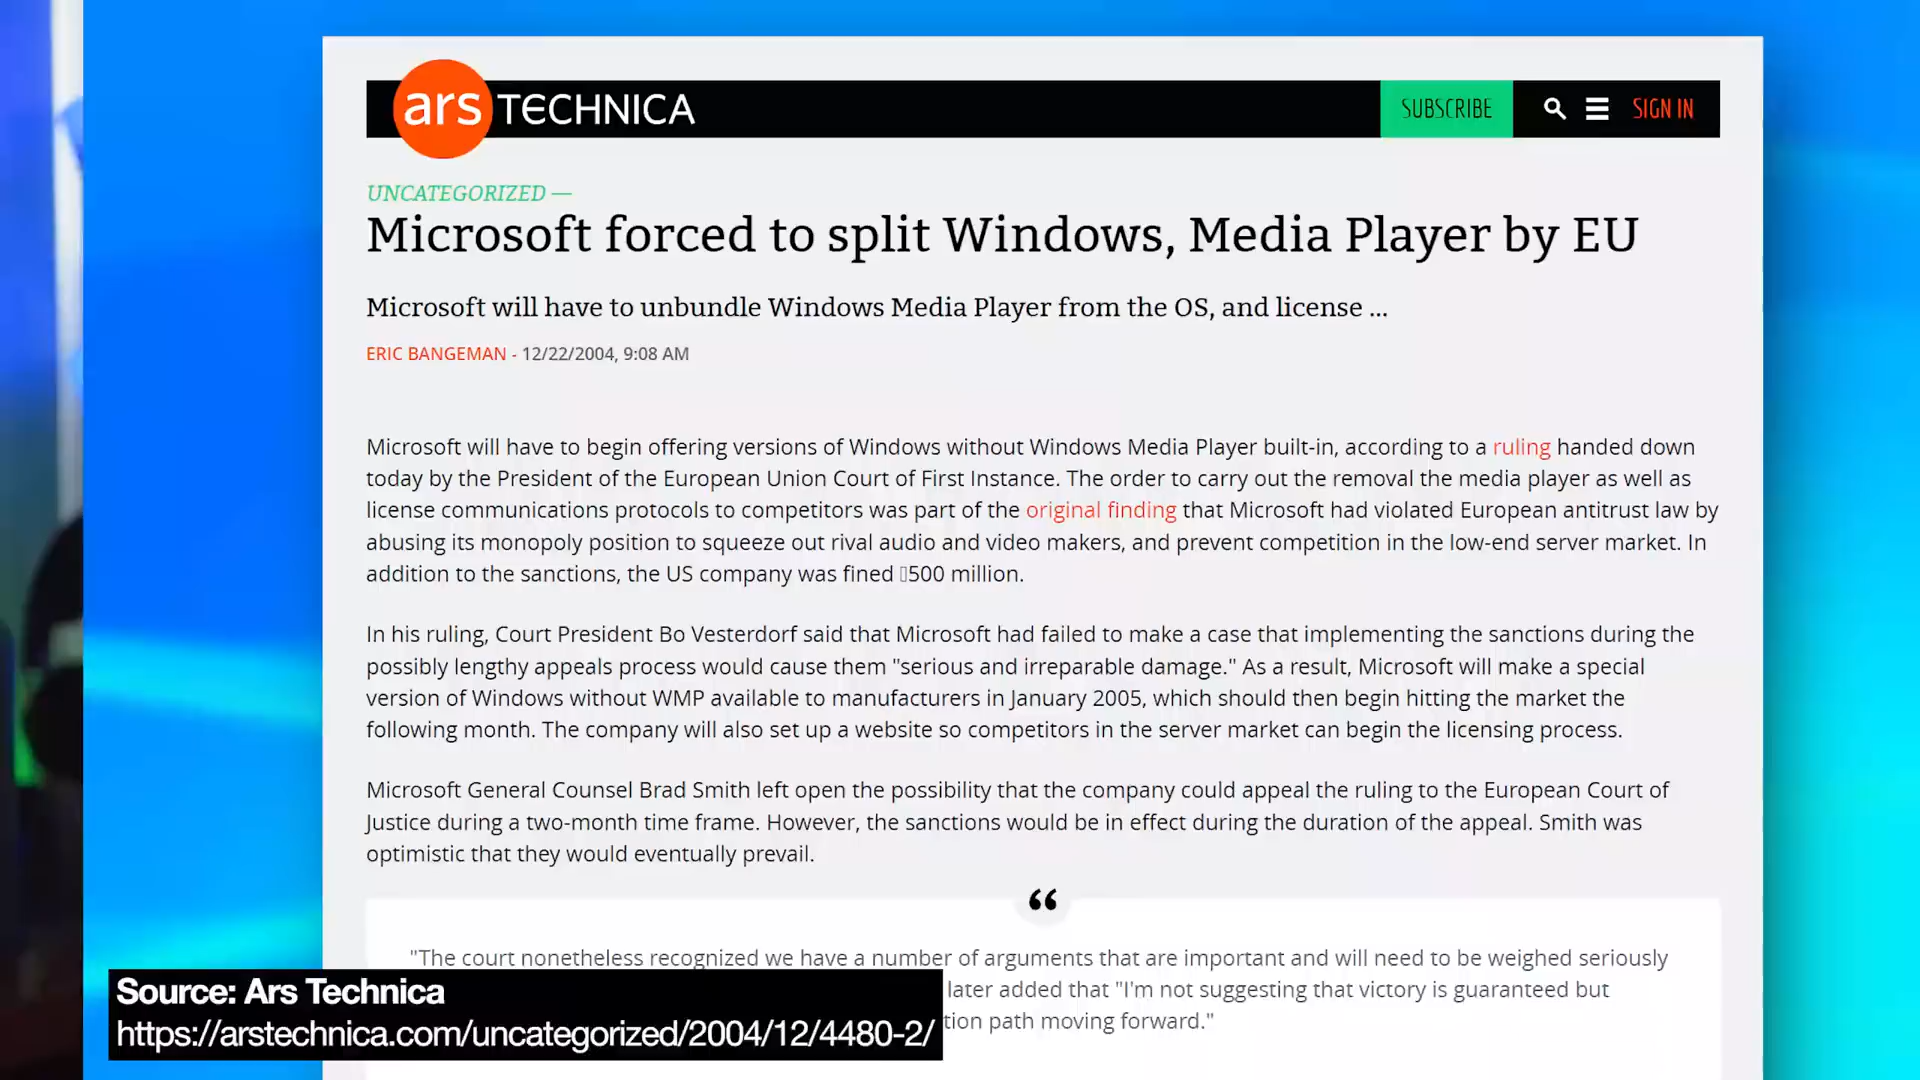 ars TECHNICA
SUBSCRIBE
SIGN IN
UNCATEGORIZED —
Microsoft forced to split Windows, Media Player by EU
Microsoft will have to unbundle Windows Media Player from the OS, and license ...
ERIC BANGEMAN - 12/22/2004, 9:08 AM
Microsoft will have to begin offering versions of Windows without Windows Media Player built-in, according to a ruling handed down
today by the President of the European Union Court of First Instance. The order to carry out the removal the media player as well as
license communications protocols to competitors was part of the original finding that Microsoft had violated European antitrust law by
abusing its monopoly position to squeeze out rival audio and video makers, and prevent competition in the low-end server market. In
addition to the sanctions, the US company was fined 500 million.
In his ruling, Court President Bo Vesterdorf said that Microsoft had failed to make a case that implementing the sanctions during the
possibly lengthy appeals process would cause them "serious and irreparable damage." As a result, Microsoft will make a special
version of Windows without WMP available to manufacturers in January 2005, which should then begin hitting the market the
following month. The company will also set up a website so competitors in the server market can begin the licensing process.
Microsoft General Counsel Brad Smith left open the possibility that the company could appeal the ruling to the European Court of
Justice during a two-month time frame. However, the sanctions would be in effect during the duration of the appeal. Smith was
optimistic that they would eventually prevail.
“
"The court nonetheless recognized we have a number of arguments that are important and will need to be weighed seriously
later added that "I'm not suggesting that victory is guaranteed but
tion path moving forward."
Source: Ars Technica
https://arstechnica.com/uncategorized/2004/12/4480-2/